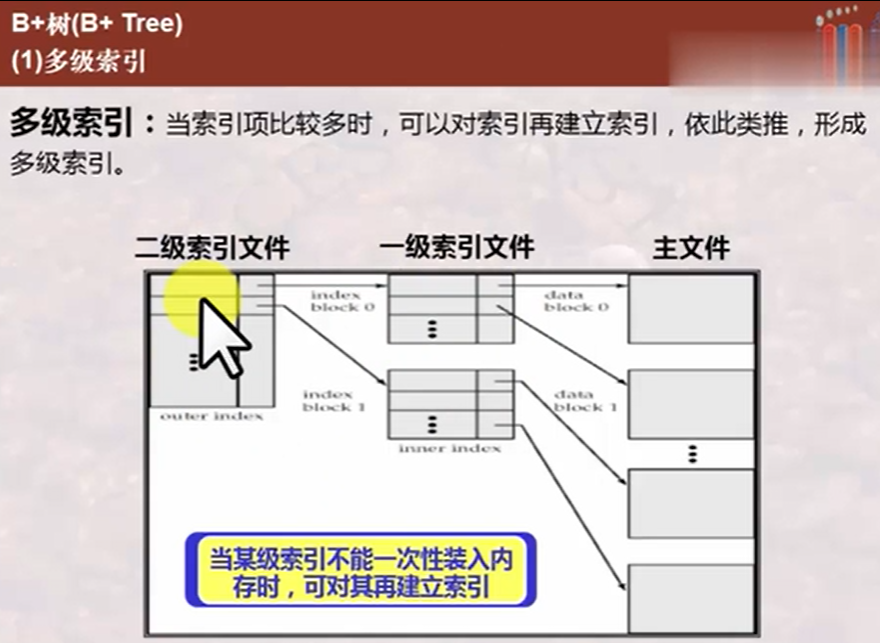 B+树(B+ Tree)
(1)多级索引
多级索引：当索引项比较多时，可以对索引再建立索引，依此类推，形成
多级索引。
二级索引文件 一级索引文件 主文件
index
block 0
data
block 0
index
block 1
data
block 1
outer index
inner index
当某级索引不能一次性装入内
存时，可对其再建立索引